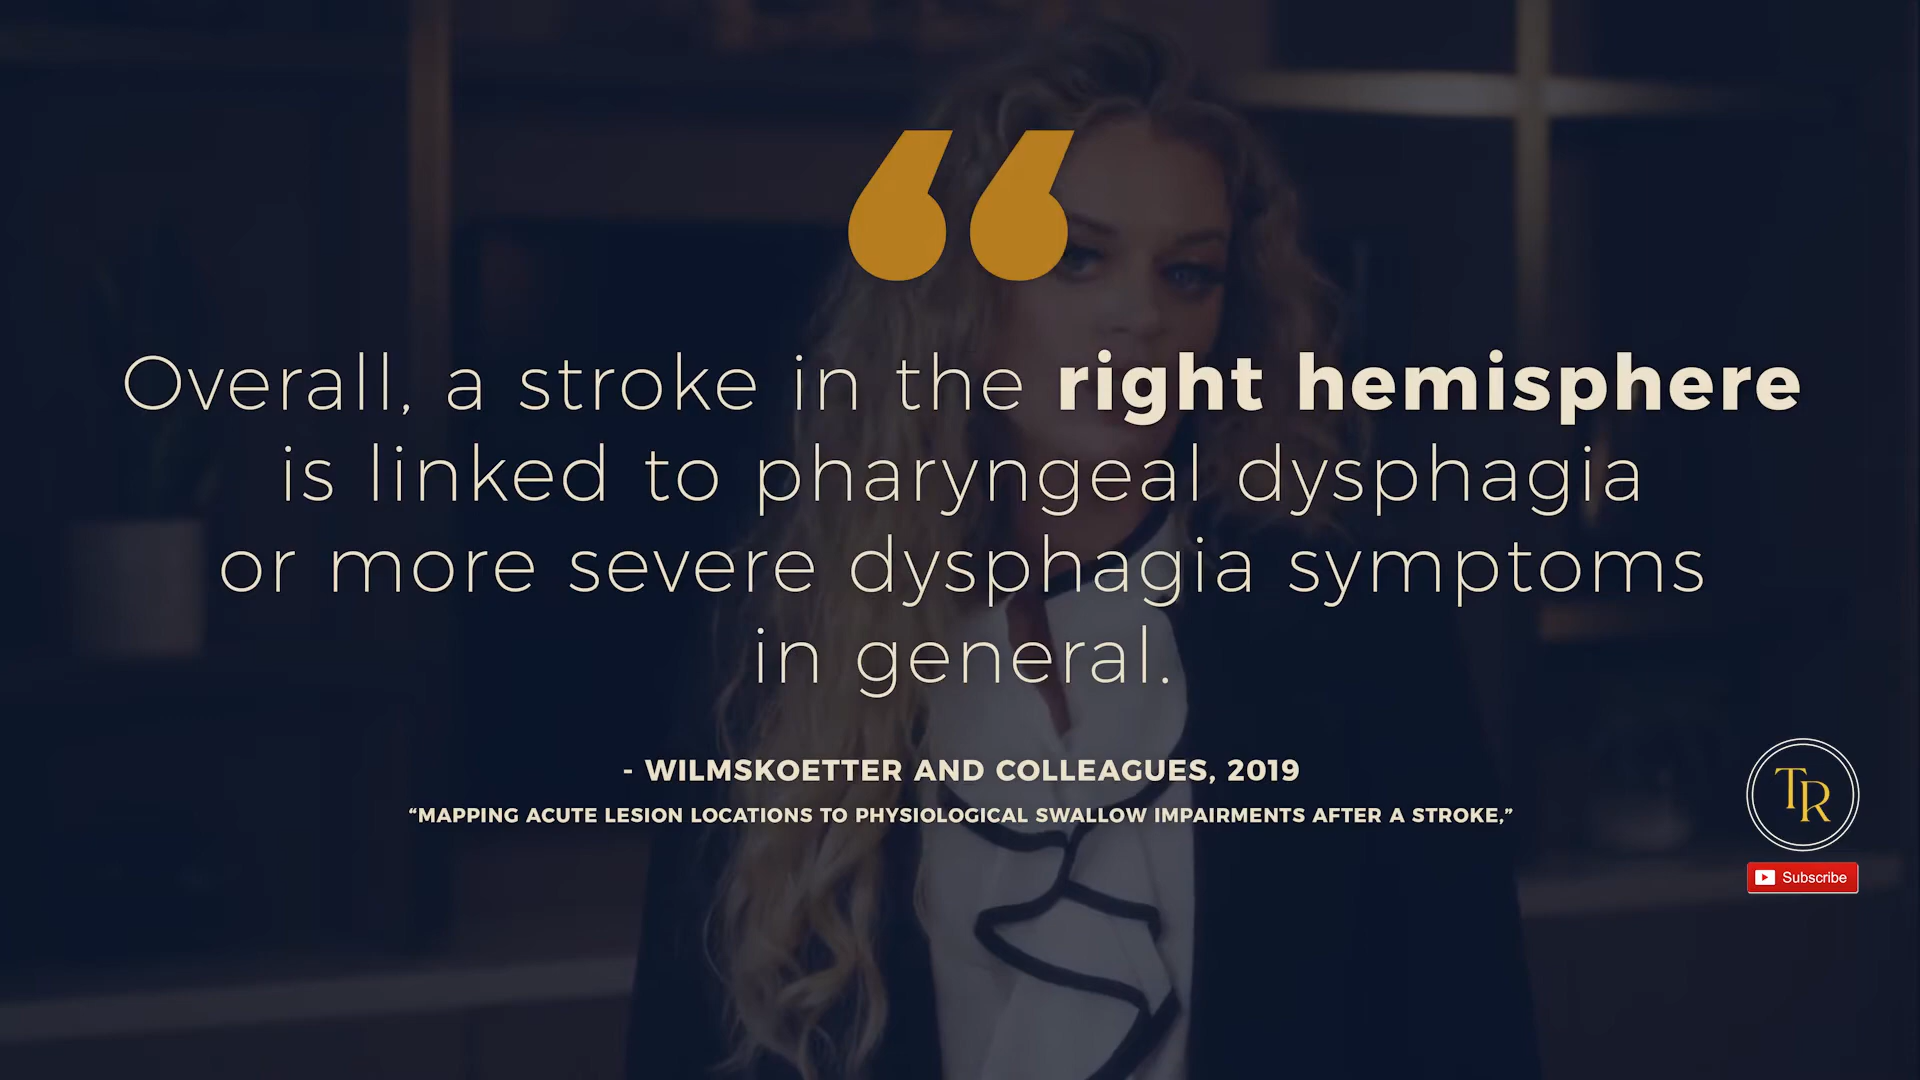 “
Overall, a stroke in the right hemisphere
is linked to pharyngeal dysphagia
or more severe dysphagia symptoms
in general.
- WILMSKOETTER AND COLLEAGUES, 2019
“MAPPING ACUTE LESION LOCATIONS TO PHYSIOLOGICAL SWALLOW IMPAIRMENTS AFTER A STROKE,”
TR
Subscribe